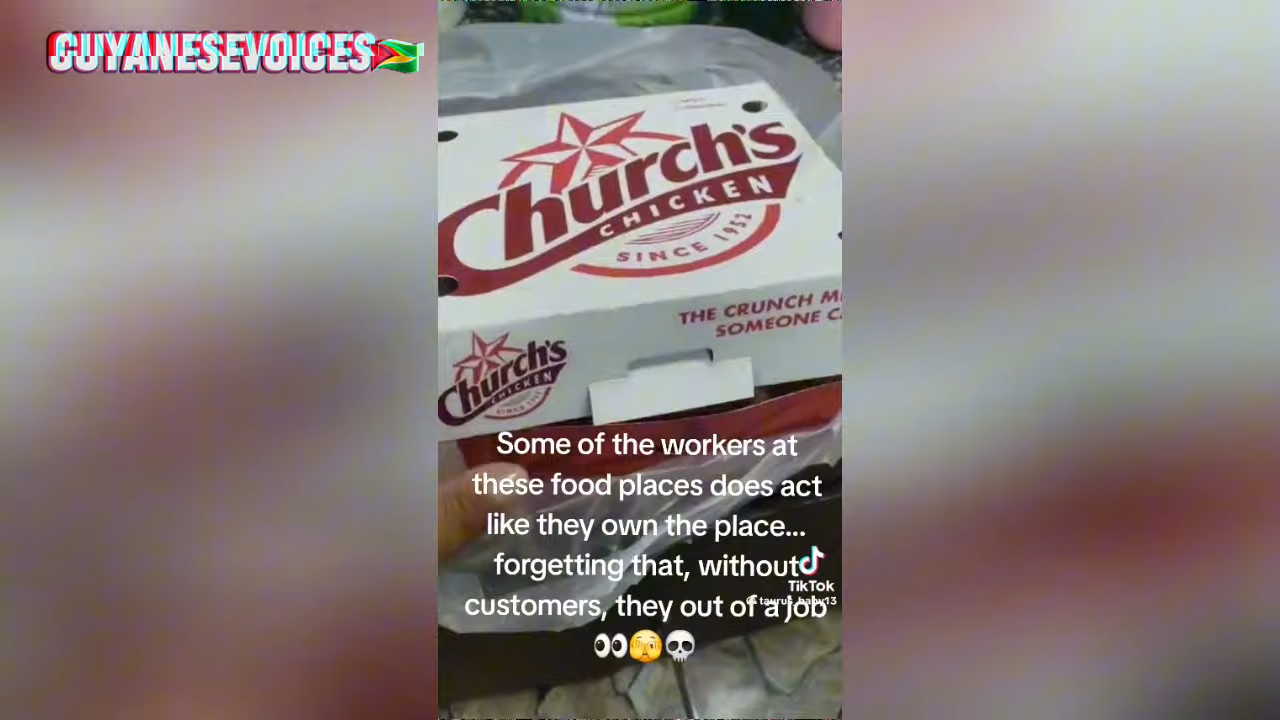 GUYANESEVOICES
Church's
CHICKEN
SINCE 1952
THE CRUNCH
SOMEONE
Church's
CHICKEN
Some of the workers at
these food places does act
like they own the place...
forgetting that, without
customers, they out of a job
👀🫣💀
TikTok